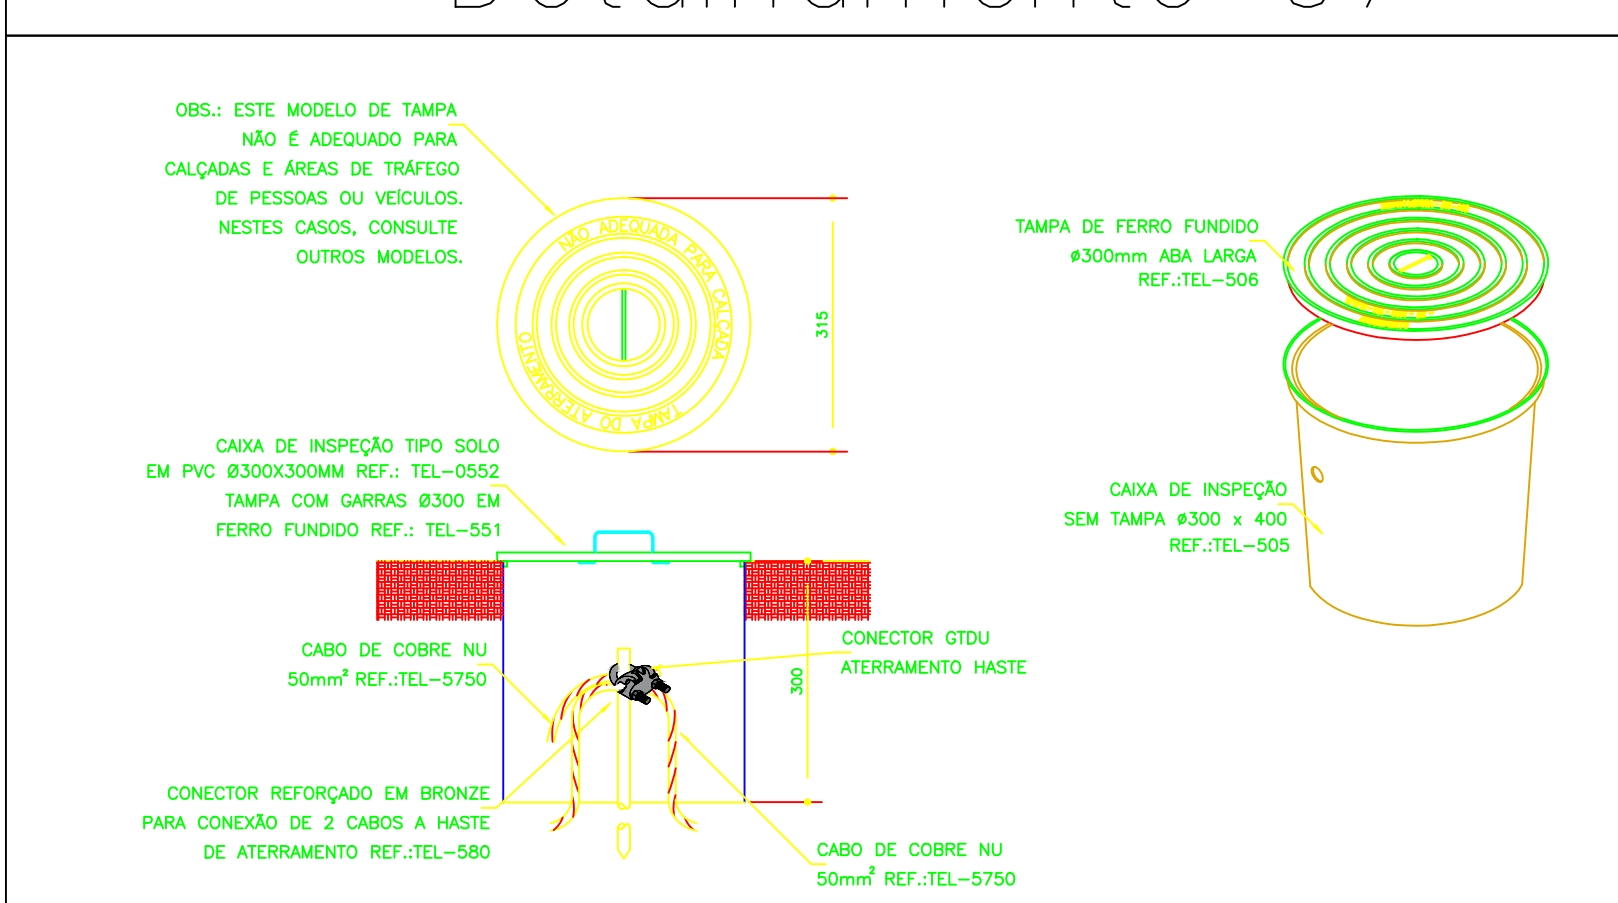 OBS.: ESTE MODELO DE TAMPA
NÃO É ADEQUADO PARA
CALÇADAS E ÁREAS DE TRÁFEGO
DE PESSOAS OU VEÍCULOS.
NESTES CASOS, CONSULTE
OUTROS MODELOS.
NÃO ADEQUADA PARA CALÇADA
TAMPA DO ATERRAMENTO
315
TAMPA DE FERRO FUNDIDO
ø300mm ABA LARGA
REF.:TEL-506
CAIXA DE INSPEÇÃO TIPO SOLO
EM PVC Ø300X300MM REF.: TEL-0552
TAMPA COM GARRAS Ø300 EM
FERRO FUNDIDO REF.: TEL-551
CAIXA DE INSPEÇÃO
SEM TAMPA ø300 x 400
REF.:TEL-505
CABO DE COBRE NU
50mm² REF.:TEL-5750
CONECTOR GTDU
ATERRAMENTO HASTE
300
CONECTOR REFORÇADO EM BRONZE
PARA CONEXÃO DE 2 CABOS A HASTE
DE ATERRAMENTO REF.:TEL-580
CABO DE COBRE NU
50mm² REF.:TEL-5750